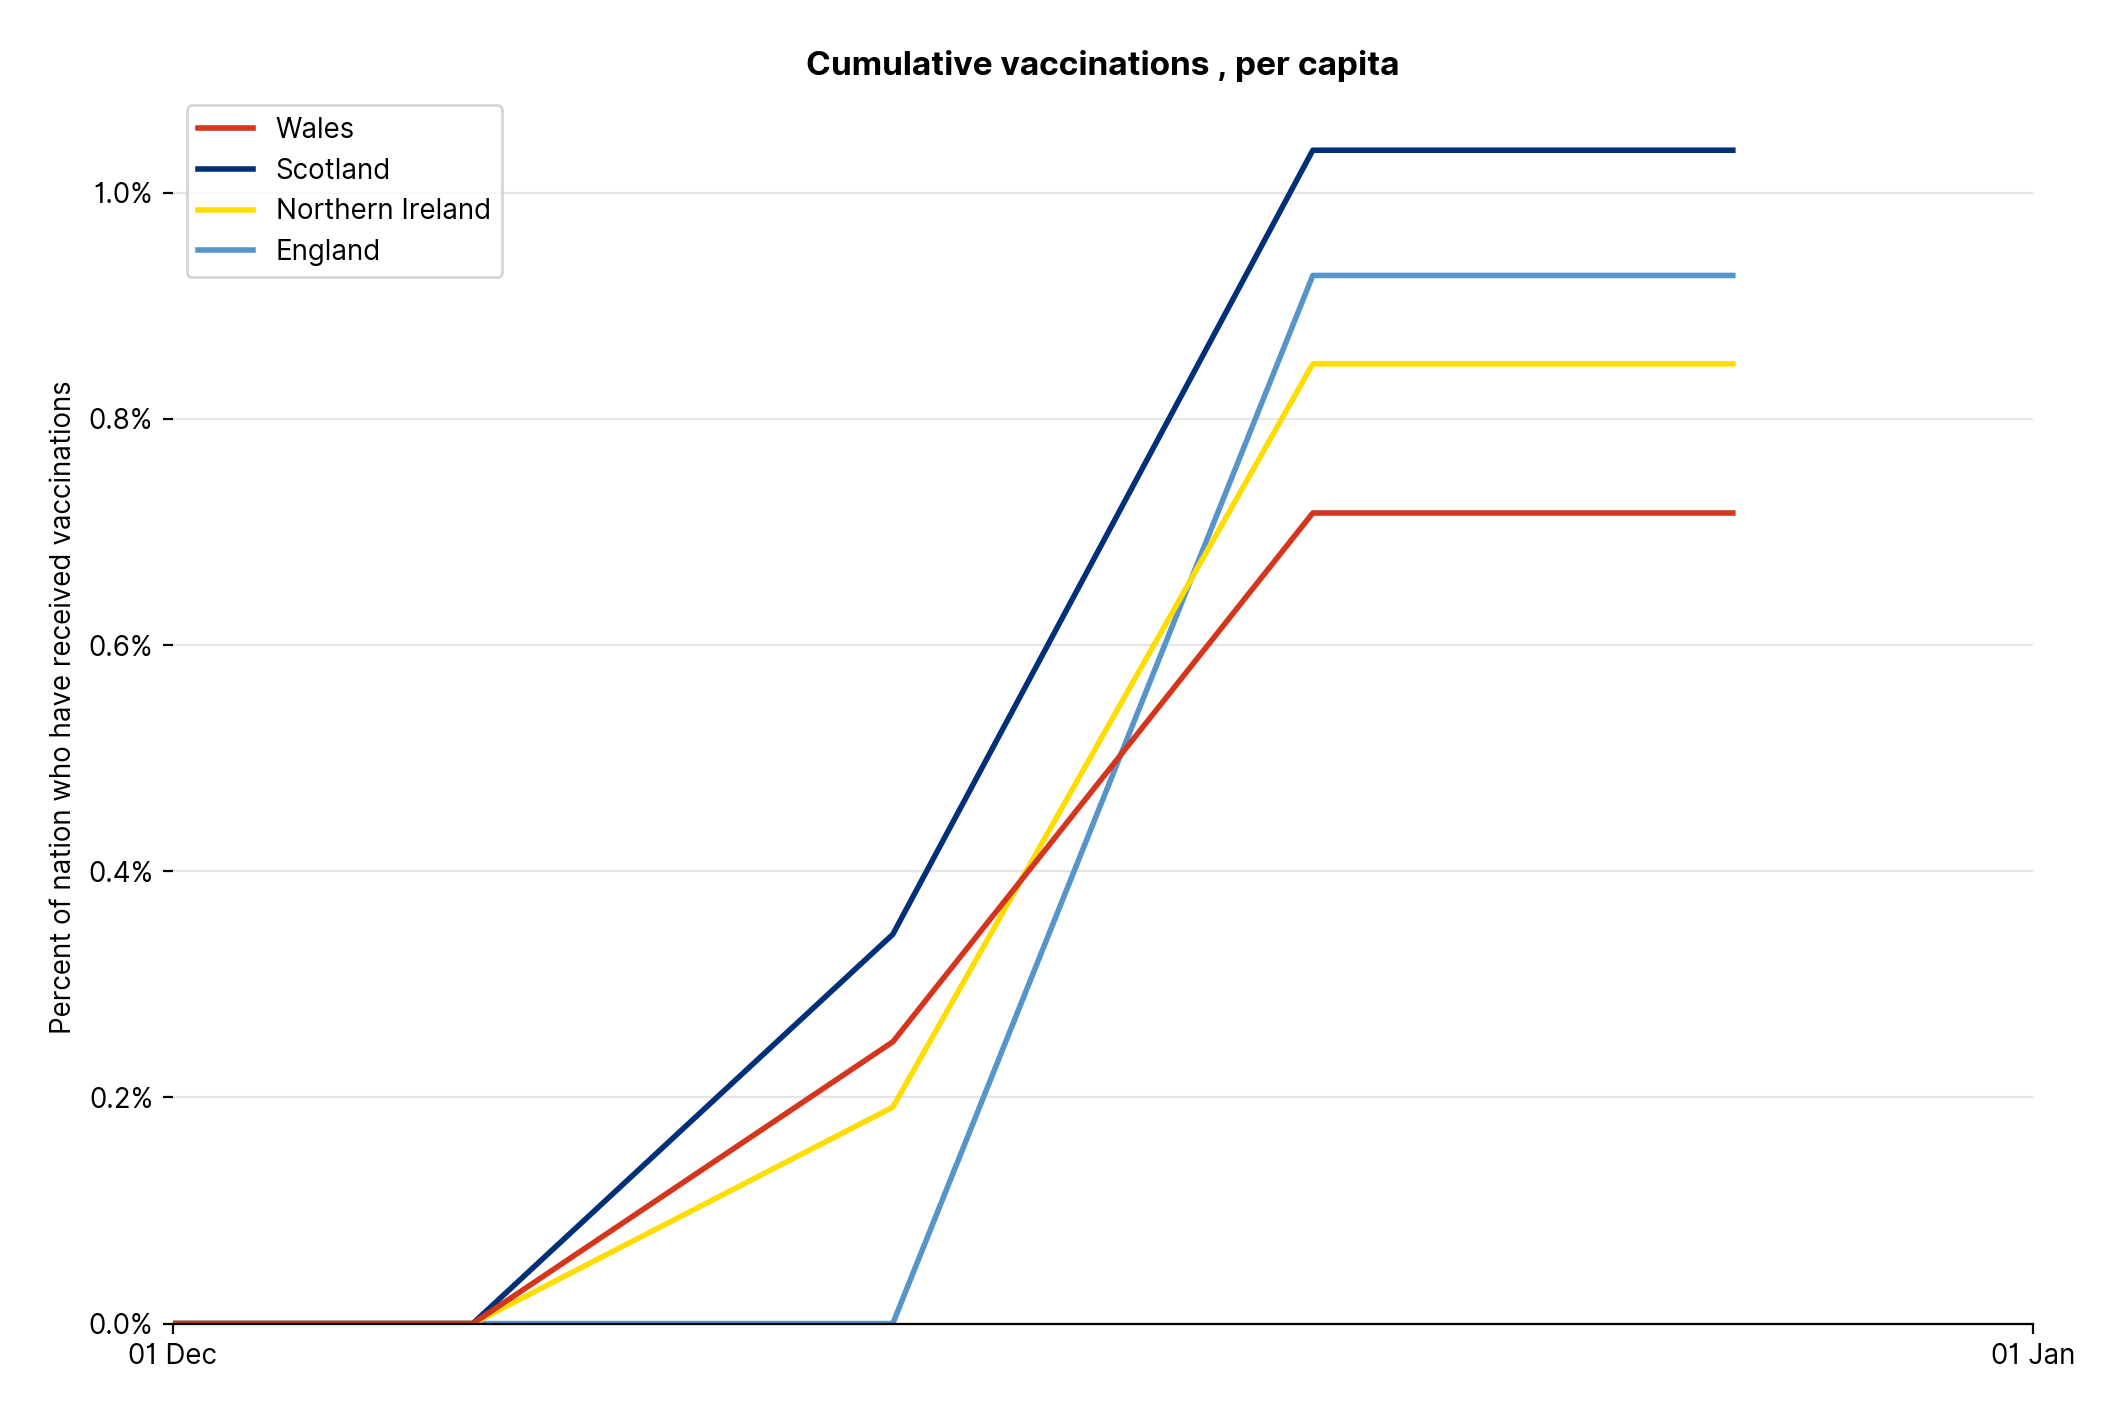 Cumulative vaccinations , per capita
Wales
Scotland
Northern Ireland
England
Percent of nation who have received vaccinations
1.0%
0.8%
0.6%
0.4%
0.2%
0.0%
01 Dec
01 Jan